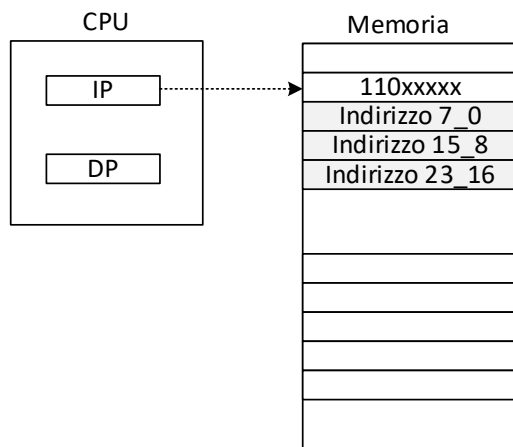 CPU
Memoria
IP
110xxxxx
Indirizzo 7_0
Indirizzo 15_8
DP
Indirizzo 23_16